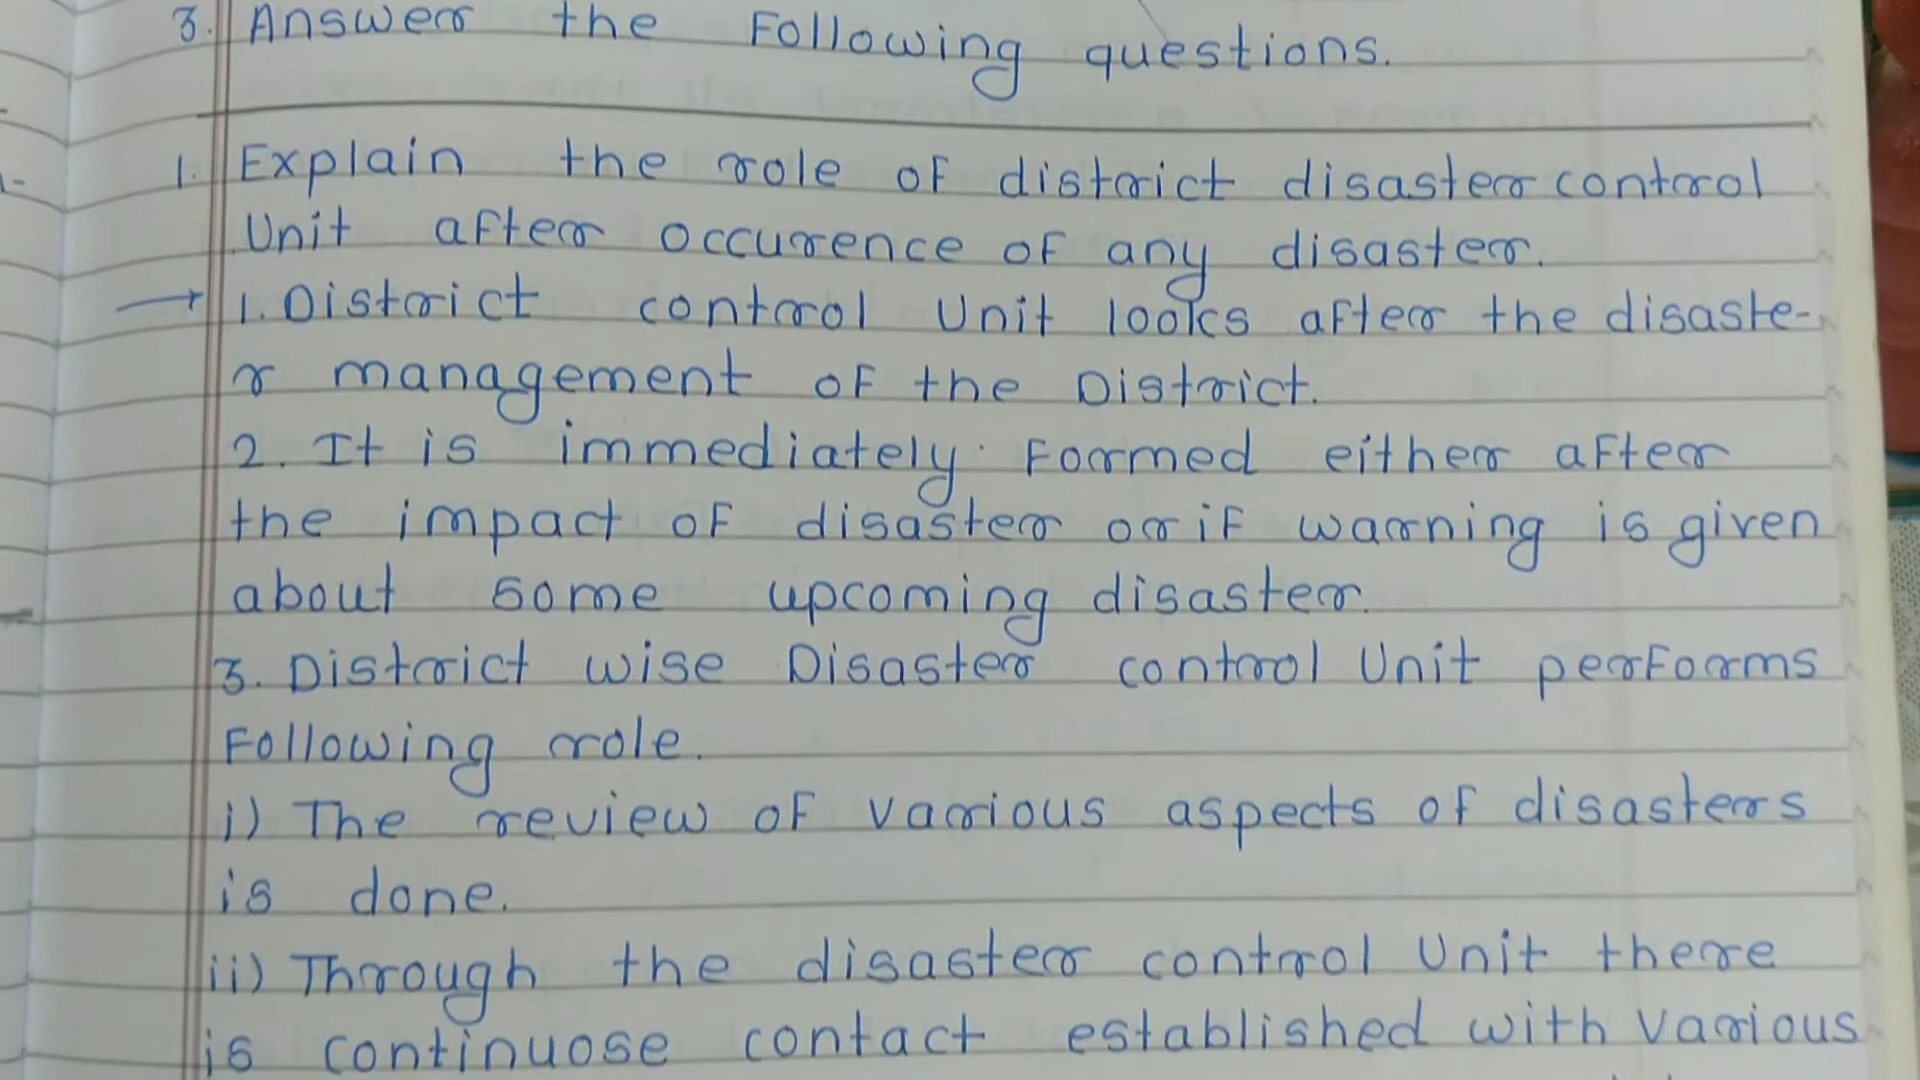 3. Answer the Following questions.
1. Explain the role of district disaster control
Unit after occurence of any disaster.
→ 1. District control Unit looks after the disaste-
r management of the District.
2. It is immediately formed either after
the impact of disaster or if warning is given
about some upcoming disaster.
3. District wise Disaster control Unit performs
Following role.
i) The review of various aspects of disasters
is done.
ii) Through the disaster control Unit there
is continuose contact established with various